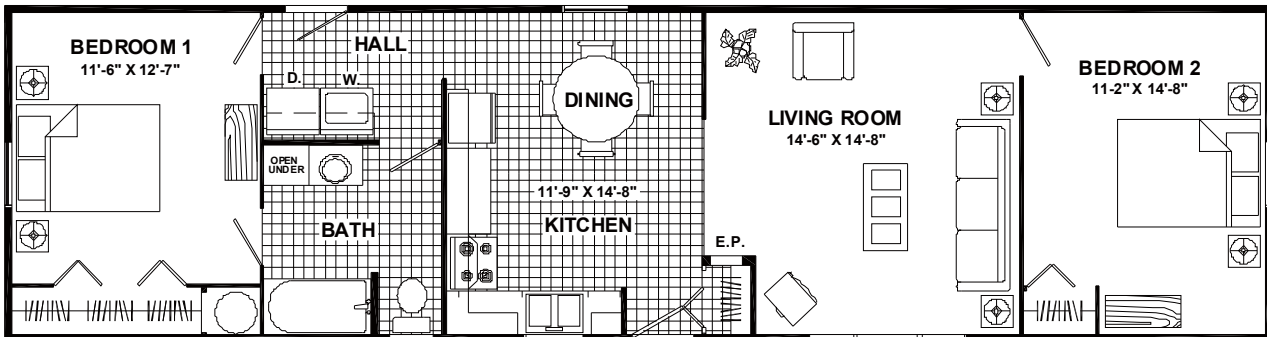 BEDROOM 1
11'-6" X 12'-7"
HALL
D.
W.
OPEN
UNDER
BATH
DINING
11'-9" X 14'-8"
KITCHEN
E.P.
LIVING ROOM
14'-6" X 14'-8"
BEDROOM 2
11-2" X 14'-8"